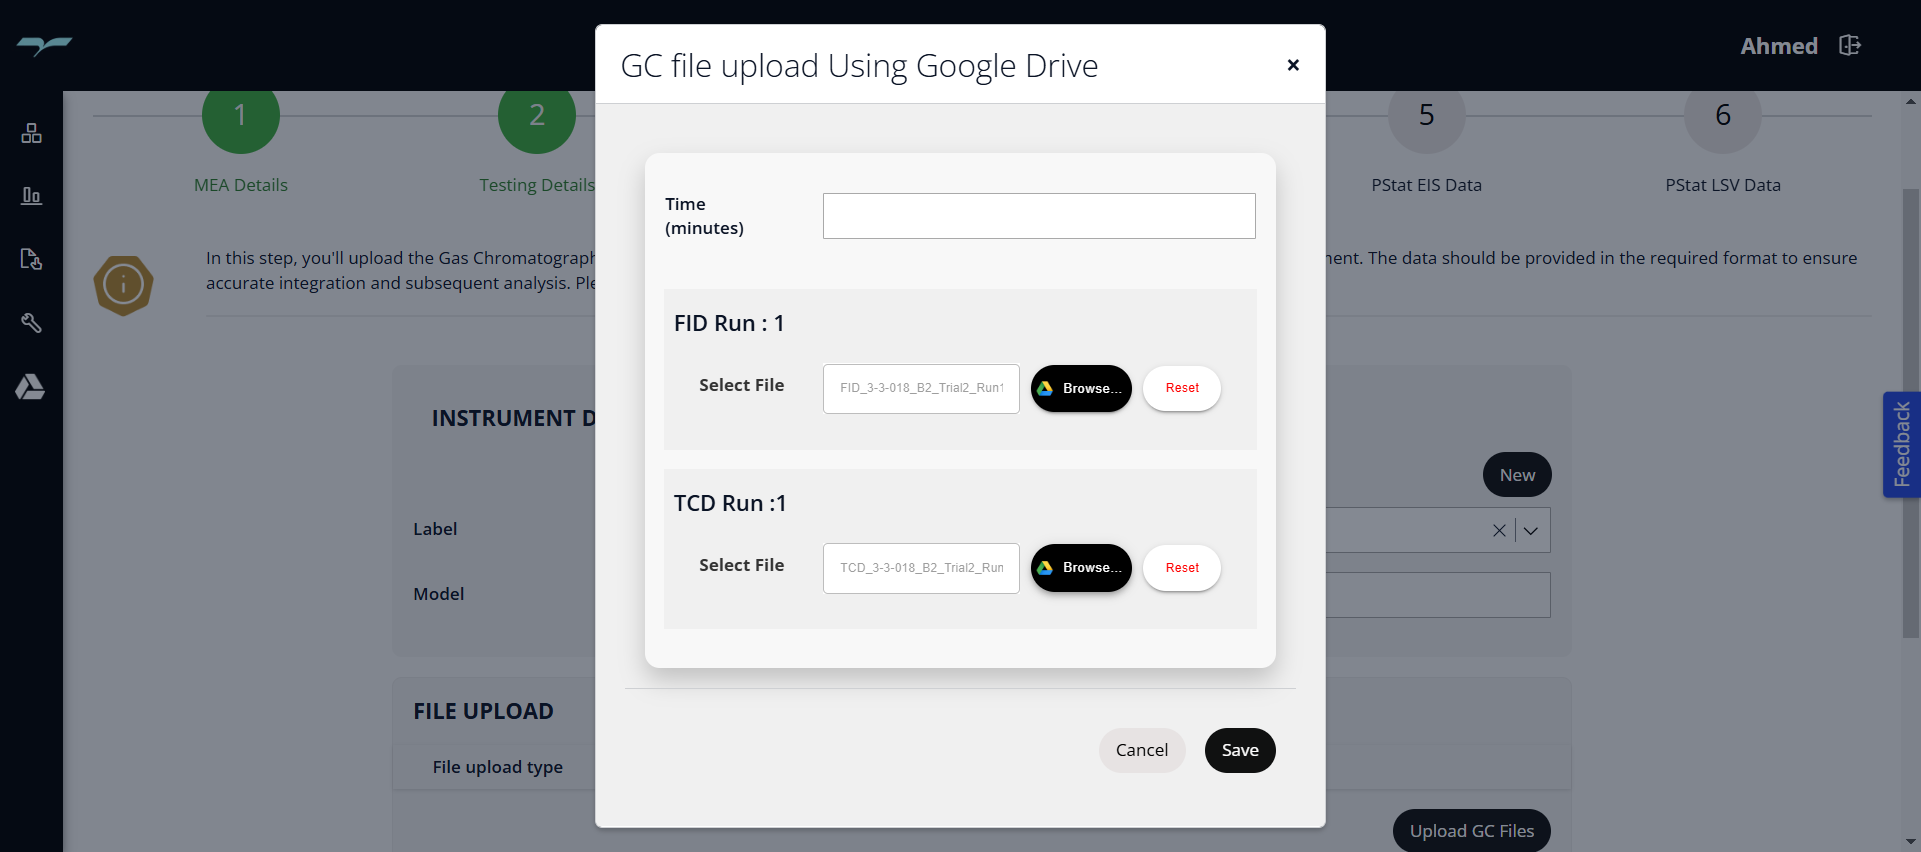 GC file upload Using Google Drive
×
Ahmed
1
2
5
6
MEA Details
Testing Details
PStat EIS Data
PStat LSV Data
In this step, you'll upload the Gas
ment. The data should be provided in the required format to ensure
accurate integration and subsequent analysis.
Time
(minutes)
FID Run : 1
Select File
FID_3-3-018_B2_Trial2_Run1
Browse...
Reset
TCD Run :1
Select File
TCD_3-3-018_B2_Trial2_Run
Browse...
Reset
Cancel
Save
INSTRUMENT
New
Label
Model
FILE UPLOAD
File upload type
Upload GC Files
Feedback